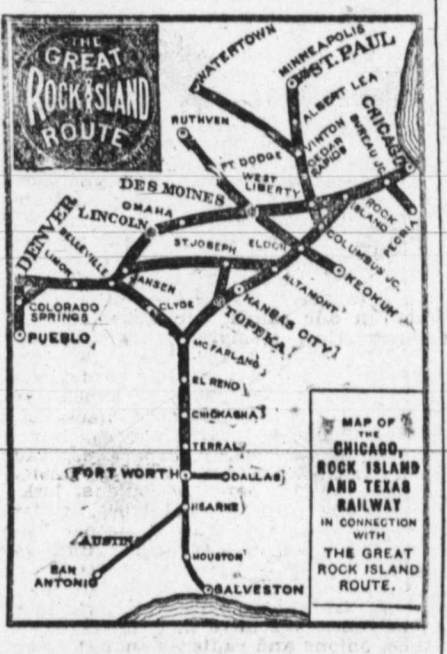 THE
GREAT
ROCK ISLAND
ROUTE
WATERTOWN
MINNEAPOLIS
ST. PAUL
ALBERT LEA
RUTHVEN
VINTON
CEDAR
RAPIDS
CHICAGO
BUREAU JC.
FT. DODGE
WEST
LIBERTY
DES MOINES
OMAHA
LINCOLN
ROCK
ISLAND
PEORIA
DENVER
BELLEVILLE
LIMON
ST. JOSEPH
ELDON
COLUMBUS JC.
KEOKUK
JANSEN
CLYDE
ALTAMONT
KANSAS CITY
TOPEKA
COLORADO
SPRINGS
PUEBLO
MCFARLAND
EL RENO
CHICKASHA
TERRAL
FORT WORTH
DALLAS
HEARNE
AUSTIN
HOUSTON
SAN
ANTONIO
GALVESTON
MAP OF
THE
CHICAGO,
ROCK ISLAND
AND TEXAS
RAILWAY
IN CONNECTION
WITH
THE GREAT
ROCK ISLAND
ROUTE.